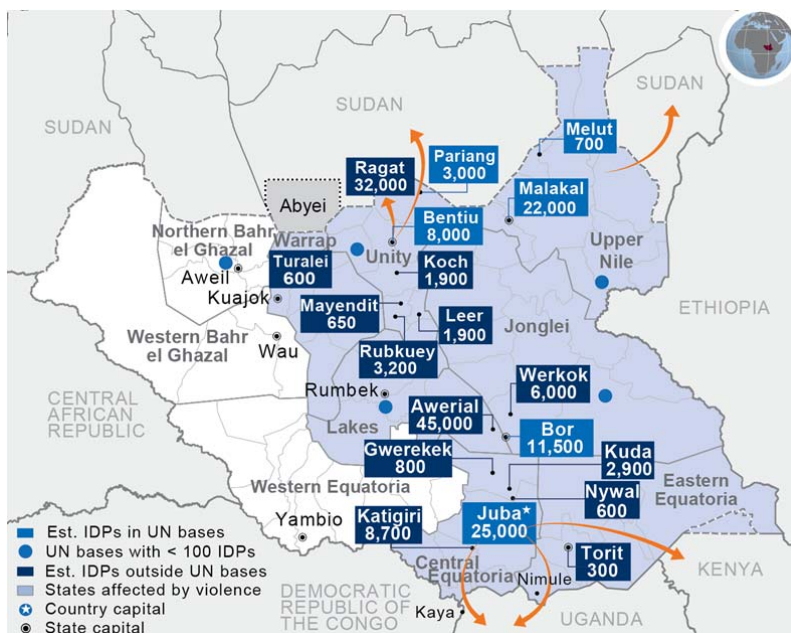 SUDAN
SUDAN
SUDAN
Melut
700
Pariang
3,000
Ragat
32,000
Malakal
22,000
Abyei
Bentiu
8,000
Northern Bahr
el Ghazal
Warrap
Unity
Upper
Nile
Turalei
600
Koch
1,900
Aweil
Kuajok
ETHIOPIA
Mayendit
650
Leer
1,900
Jonglei
Western Bahr
el Ghazal
Wau
Rubkuey
3,200
CENTRAL
AFRICAN
REPUBLIC
Rumbek
Werkok
6,000
Awerial
45,000
Lakes
Bor
11,500
Gwerekek
800
Kuda
2,900
Western Equatoria
Eastern
Equatoria
Nywal
600
Yambio
Katigiri
8,700
Juba
25,000
Torit
300
Central
Equatoria
Nimule
KENYA
DEMOCRATIC
REPUBLIC OF
THE CONGO
Kaya
UGANDA
Est. IDPs in UN bases
UN bases with < 100 IDPs
Est. IDPs outside UN bases
States affected by violence
Country capital
State capital